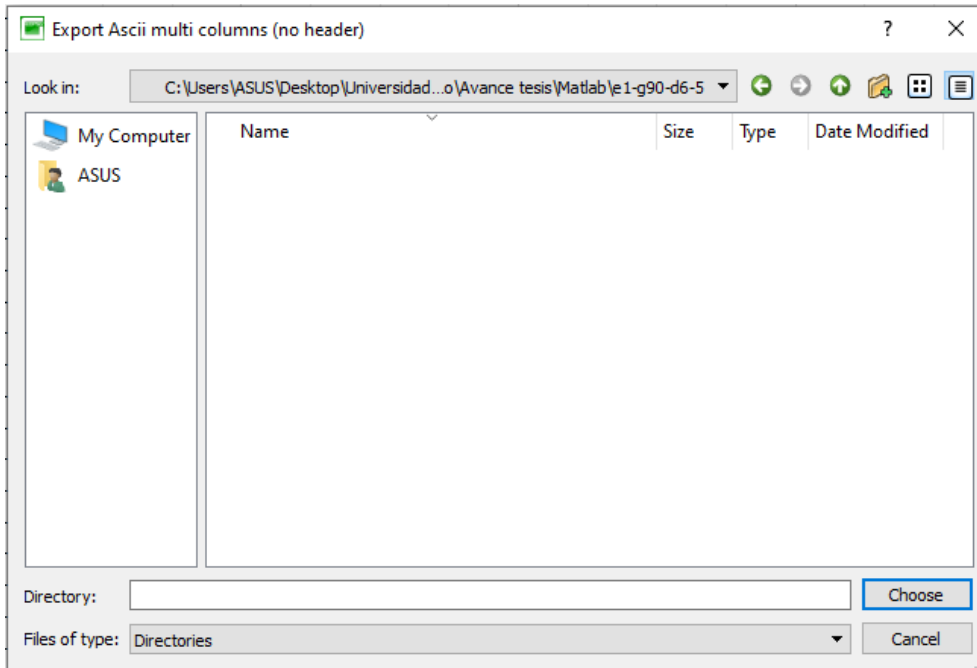 Export Ascii multi columns (no header) ?
Look in: C:\Users\ASUS\Desktop\Universidad...o\Avance tesis\Matlab\e1-g90-d6-5
My Computer
ASUS
Name Size Type Date Modified
Directory: Choose
Files of type: Directories Cancel